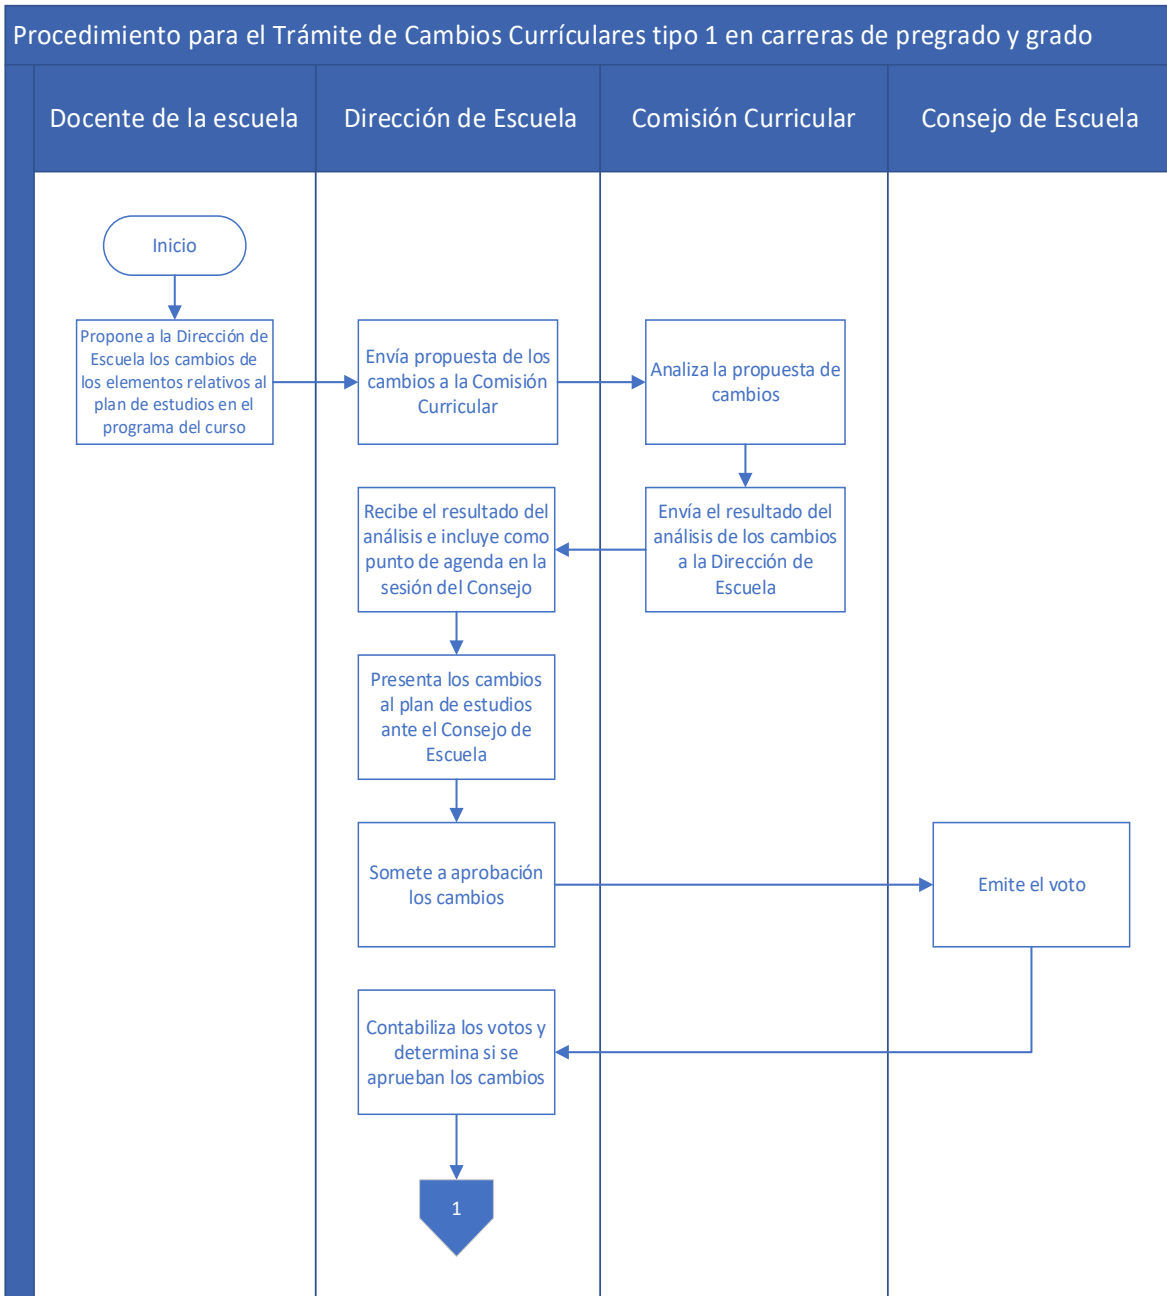 Procedimiento para el Trámite de Cambios Currículares tipo 1 en carreras de pregrado y grado
Docente de la escuela
Dirección de Escuela
Comisión Curricular
Consejo de Escuela
Inicio
Propone a la Dirección de
Escuela los cambios de
los elementos relativos al
plan de estudios en el
programa del curso
Envía propuesta de los
cambios a la Comisión
Curricular
Analiza la propuesta de
cambios
Recibe el resultado del
análisis e incluye como
punto de agenda en la
sesión del Consejo
Envía el resultado del
análisis de los cambios
a la Dirección de
Escuela
Presenta los cambios
al plan de estudios
ante el Consejo de
Escuela
Somete a aprobación
los cambios
Emite el voto
Contabiliza los votos y
determina si se
aprueban los cambios
1